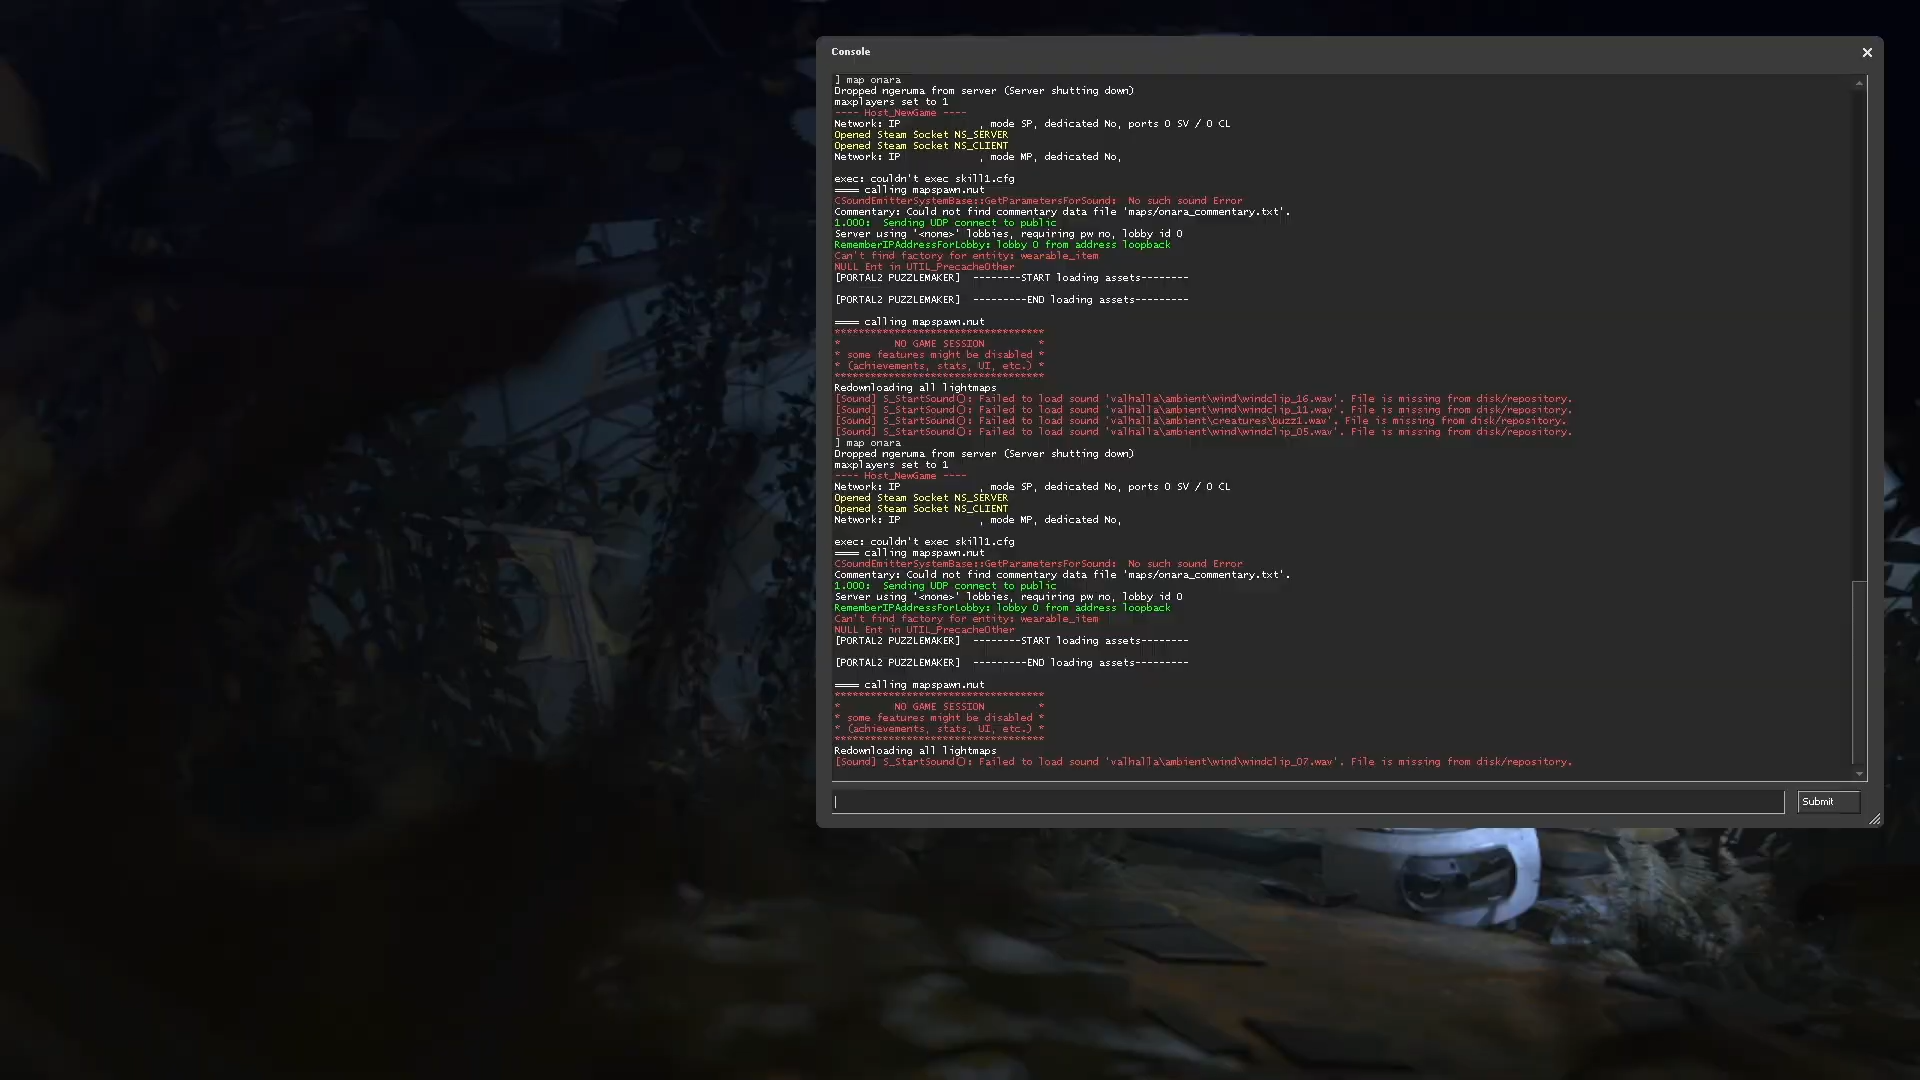 Console
] map onara
Dropped ngeruma from server (Server shutting down)
maxplayers set to 1
---- Host_NewGame ----
Network: IP , mode SP, dedicated No, ports 0 SV / 0 CL
Opened Steam Socket NS_SERVER
Opened Steam Socket NS_CLIENT
Network: IP , mode MP, dedicated No,
exec: couldn't exec skill1.cfg
==== calling mapspawn.nut
CSoundEmitterSystemBase::GetParametersForSound:  No such sound Error
Commentary: Could not find commentary data file 'maps/onara_commentary.txt'.
1.000:  Sending UDP connect to public
Server using '<none>' lobbies, requiring pw no, lobby id 0
RememberIPAddressForLobby: lobby 0 from address loopback
Can't find factory for entity: wearable_item
NULL Ent in UTIL_PrecacheOther
[PORTAL2 PUZZLEMAKER]  --------START loading assets--------
[PORTAL2 PUZZLEMAKER]  ---------END loading assets---------
==== calling mapspawn.nut
***********************************
*         NO GAME SESSION         *
* some features might be disabled *
* (achievements, stats, UI, etc.) *
***********************************
Redownloading all lightmaps
[Sound] S_StartSound(): Failed to load sound 'valhalla\ambient\wind\windclip_16.wav'. File is missing from disk/repository.
[Sound] S_StartSound(): Failed to load sound 'valhalla\ambient\wind\windclip_11.wav'. File is missing from disk/repository.
[Sound] S_StartSound(): Failed to load sound 'valhalla\ambient\creatures\buzz1.wav'. File is missing from disk/repository.
[Sound] S_StartSound(): Failed to load sound 'valhalla\ambient\wind\windclip_05.wav'. File is missing from disk/repository.
] map onara
Dropped ngeruma from server (Server shutting down)
maxplayers set to 1
---- Host_NewGame ----
Network: IP , mode SP, dedicated No, ports 0 SV / 0 CL
Opened Steam Socket NS_SERVER
Opened Steam Socket NS_CLIENT
Network: IP , mode MP, dedicated No,
exec: couldn't exec skill1.cfg
==== calling mapspawn.nut
CSoundEmitterSystemBase::GetParametersForSound:  No such sound Error
Commentary: Could not find commentary data file 'maps/onara_commentary.txt'.
1.000:  Sending UDP connect to public
Server using '<none>' lobbies, requiring pw no, lobby id 0
RememberIPAddressForLobby: lobby 0 from address loopback
Can't find factory for entity: wearable_item
NULL Ent in UTIL_PrecacheOther
[PORTAL2 PUZZLEMAKER]  --------START loading assets--------
[PORTAL2 PUZZLEMAKER]  ---------END loading assets---------
==== calling mapspawn.nut
***********************************
*         NO GAME SESSION         *
* some features might be disabled *
* (achievements, stats, UI, etc.) *
***********************************
Redownloading all lightmaps
[Sound] S_StartSound(): Failed to load sound 'valhalla\ambient\wind\windclip_07.wav'. File is missing from disk/repository.
Submit